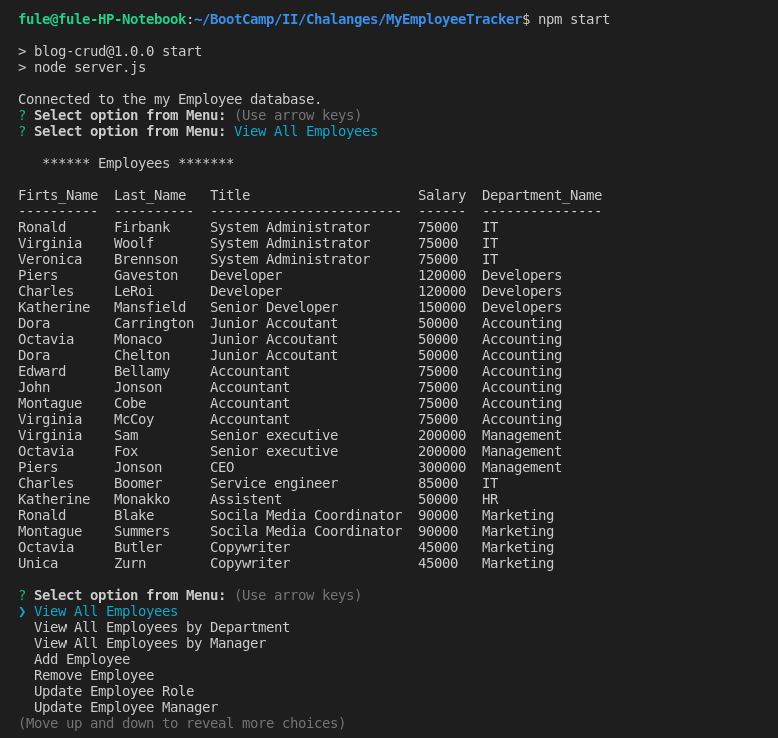 fule@fule-HP-Notebook:~/BootCamp/II/Chalanges/MyEmployeeTracker$ npm start
> blog-crud@1.0.0 start
> node server.js
Connected to the my Employee database.
? Select option from Menu: (Use arrow keys)
? Select option from Menu: View All Employees
****** Employees *******
Firts_Name  Last_Name   Title                     Salary  Department_Name
----------  ----------  ------------------------  ------  ---------------
Ronald      Firbank     System Administrator      75000   IT
Virginia    Woolf       System Administrator      75000   IT
Veronica    Brennson    System Administrator      75000   IT
Piers       Gaveston    Developer                 120000  Developers
Charles     LeRoi       Developer                 120000  Developers
Katherine   Mansfield   Senior Developer          150000  Developers
Dora        Carrington  Junior Accoutant          50000   Accounting
Octavia     Monaco      Junior Accoutant          50000   Accounting
Dora        Chelton     Junior Accoutant          50000   Accounting
Edward      Bellamy     Accountant                75000   Accounting
John        Jonson      Accountant                75000   Accounting
Montague    Cobe        Accountant                75000   Accounting
Virginia    McCoy       Accountant                75000   Accounting
Virginia    Sam         Senior executive          200000  Management
Octavia     Fox         Senior executive          200000  Management
Piers       Jonson      CEO                       300000  Management
Charles     Boomer      Service engineer          85000   IT
Katherine   Monakko     Assistent                 50000   HR
Ronald      Blake       Socila Media Coordinator  90000   Marketing
Montague    Summers     Socila Media Coordinator  90000   Marketing
Octavia     Butler      Copywriter                45000   Marketing
Unica       Zurn        Copywriter                45000   Marketing
? Select option from Menu: (Use arrow keys)
❯ View All Employees
View All Employees by Department
View All Employees by Manager
Add Employee
Remove Employee
Update Employee Role
Update Employee Manager
(Move up and down to reveal more choices)